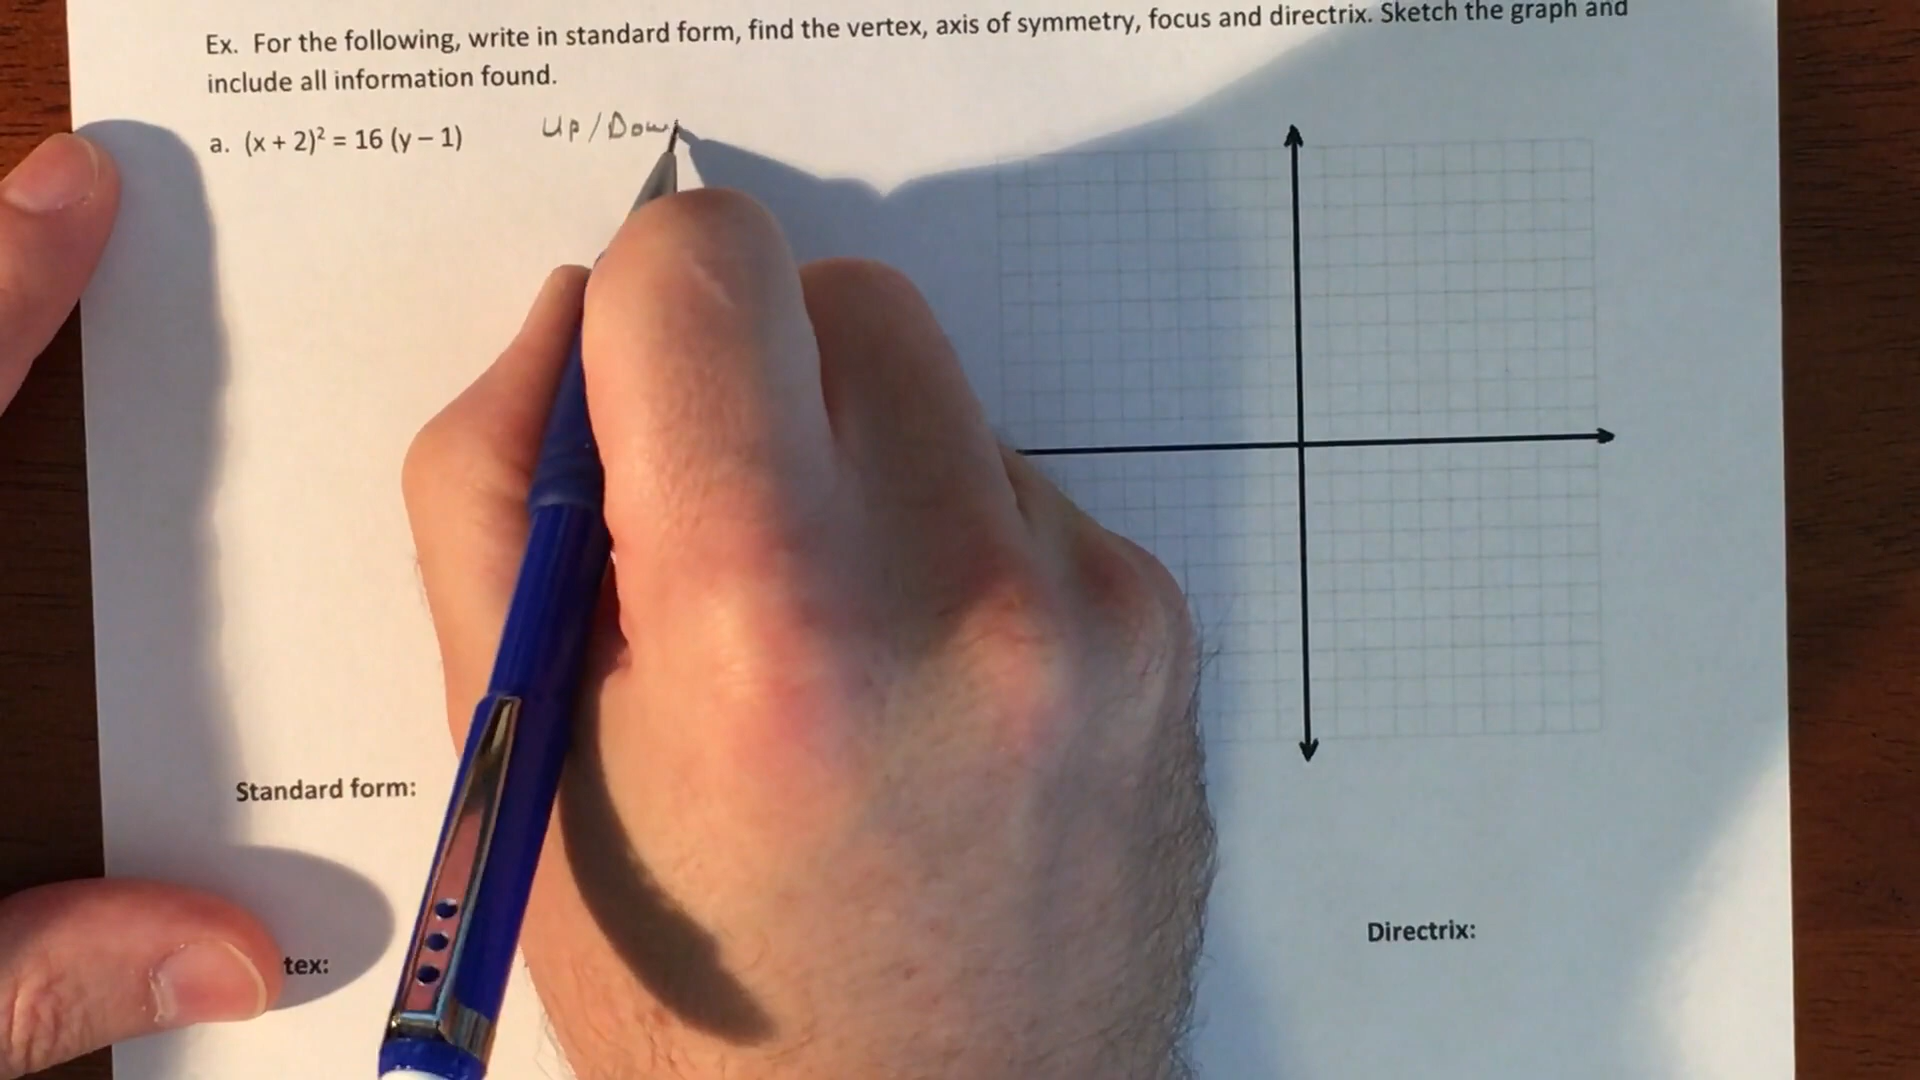 Ex. For the following, write in standard form, find the vertex, axis of symmetry, focus and directrix. Sketch the graph and
include all information found.
a. (x + 2)² = 16 (y – 1) Up/Dow
Standard form:
Directrix:
tex: